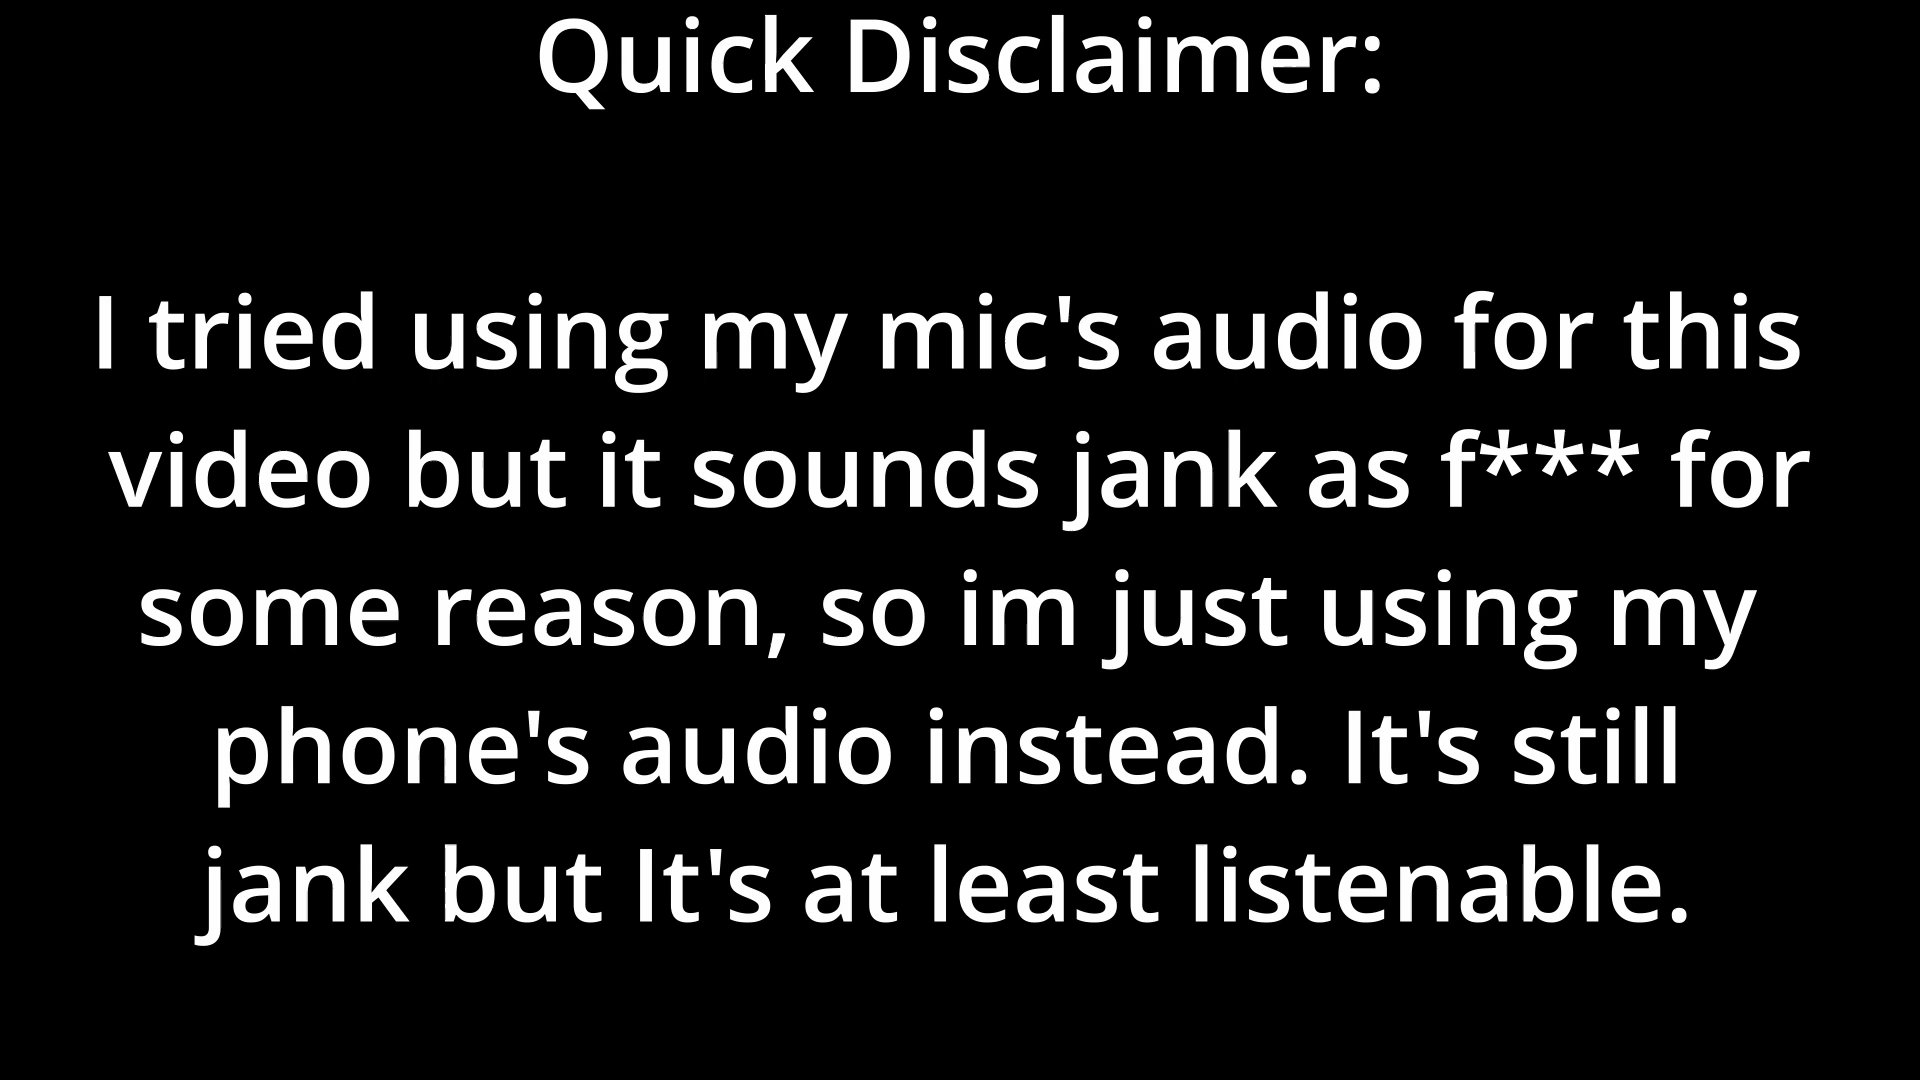 Quick Disclaimer:
I tried using my mic's audio for this
video but it sounds jank as f*** for
some reason, so im just using my
phone's audio instead. It's still
jank but It's at least listenable.